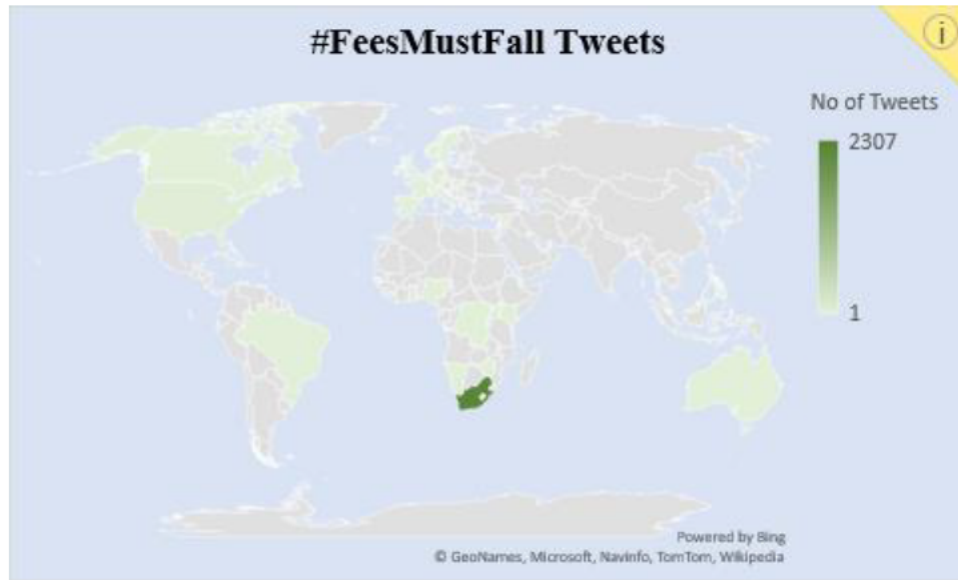 #FeesMustFall Tweets
i
No of Tweets
2307
1
Powered by Bing
© GeoNames, Microsoft, Navinfo, TomTom, Wikipedia